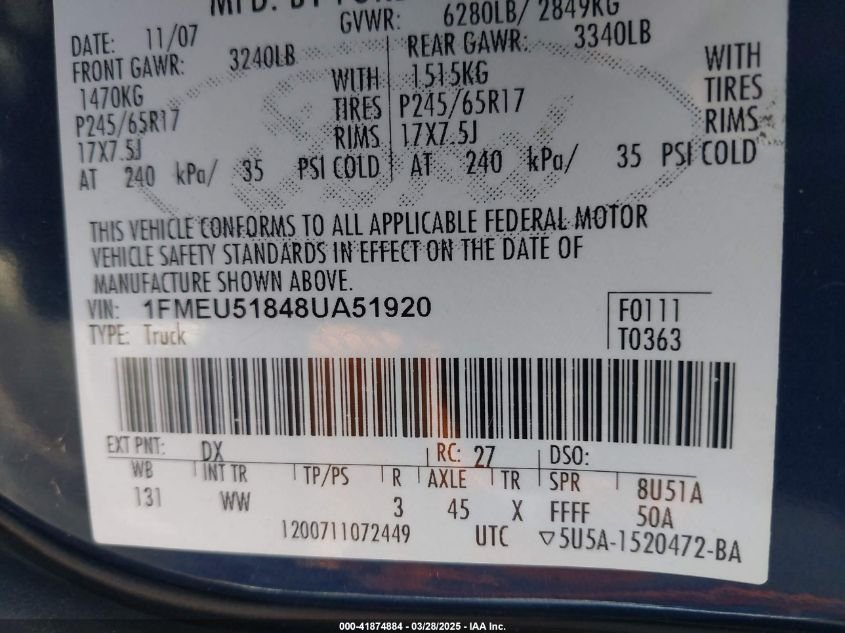 MFD. BY FORD
GVWR: 6280LB/ 2849KG
DATE: 11/07
FRONT GAWR: 3240LB
1470KG WITH
P245/65R17 TIRES
17X7.5J RIMS
AT 240 kPa/ 35 PSI COLD
REAR GAWR: 3340LB
1515KG WITH
P245/65R17 TIRES
17X7.5J RIMS
AT 240 kPa/ 35 PSI COLD
THIS VEHICLE CONFORMS TO ALL APPLICABLE FEDERAL MOTOR
VEHICLE SAFETY STANDARDS IN EFFECT ON THE DATE OF
MANUFACTURE SHOWN ABOVE.
VIN: 1FMEU51848UA51920 F0111
TYPE: Truck T0363
EXT PNT: DX RC: 27 DSO:
WB INT TR TP/PS R AXLE TR SPR 8U51A
131 WW 3 45 X FFFF 50A
1200711072449 UTC ▽5U5A-1520472-BA
000-41874884 / 03/28/2025 - IAA Inc.